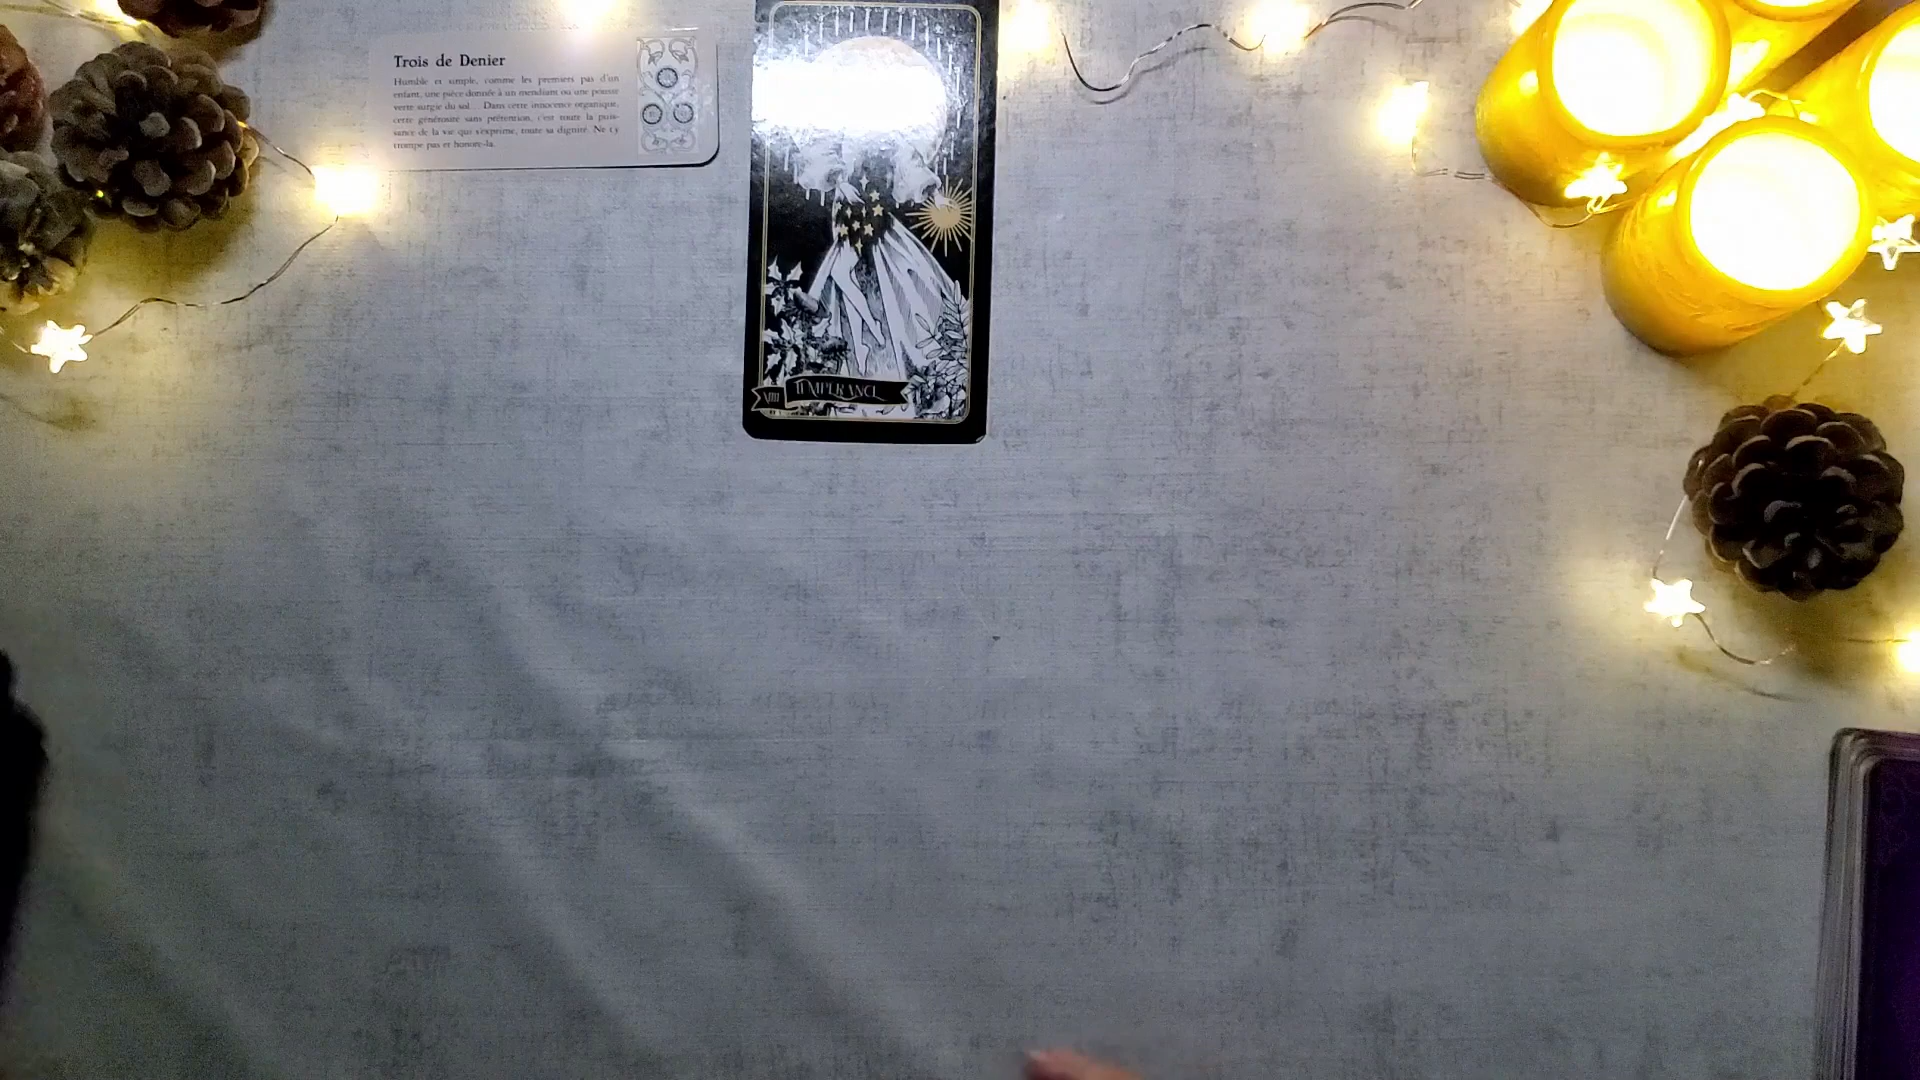 Trois de Denier
Humble et simple, comme les premiers pas d'un
enfant, une pièce donnée à un mendiant ou une pousse
verte surgie du sol... Dans cette innocence organique,
cette générosité sans prétention, c'est toute la puis-
sance de la vie qui s'exprime, toute sa dignité. Ne t'y
trompe pas et honore-la.
VIIII TEMPERANCE